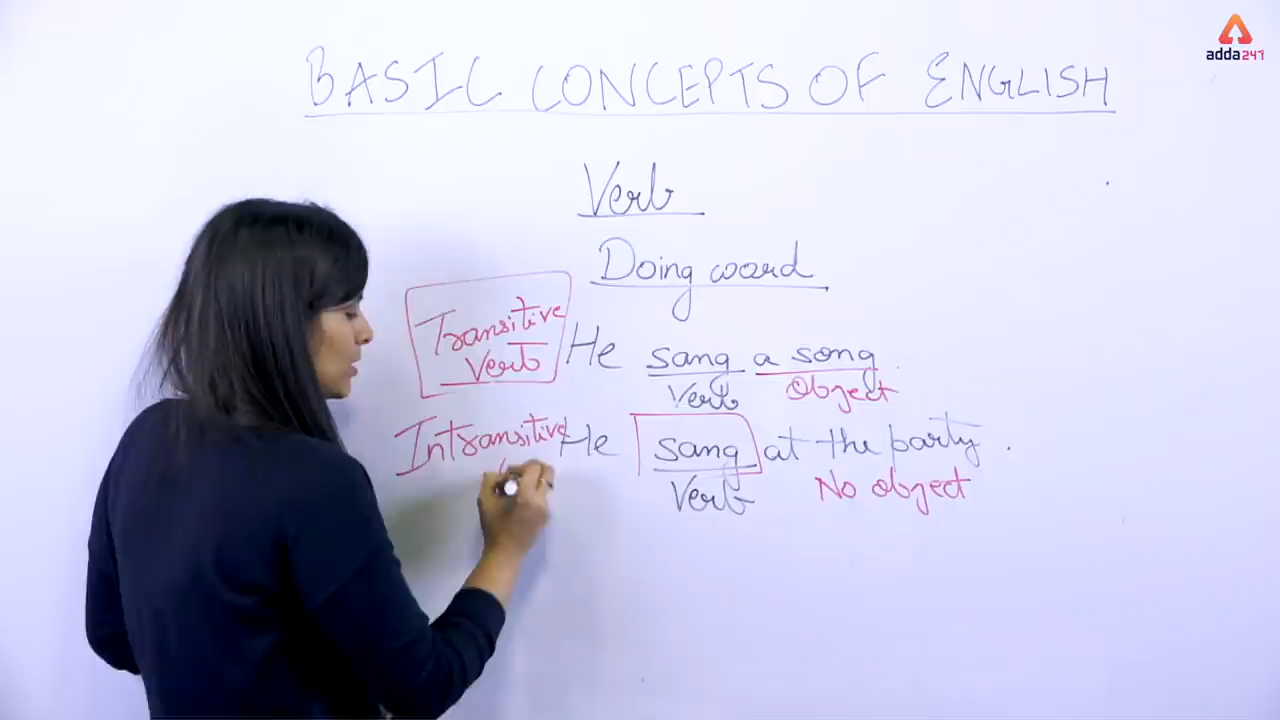 adda247
BASIC CONCEPTS OF ENGLISH
Verb
Doing word
Transitive
Verb
He sang a song
Verb Object
Intransitive He sang at the party.
Verb No object